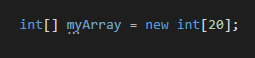 int[] myArray = new int[20];